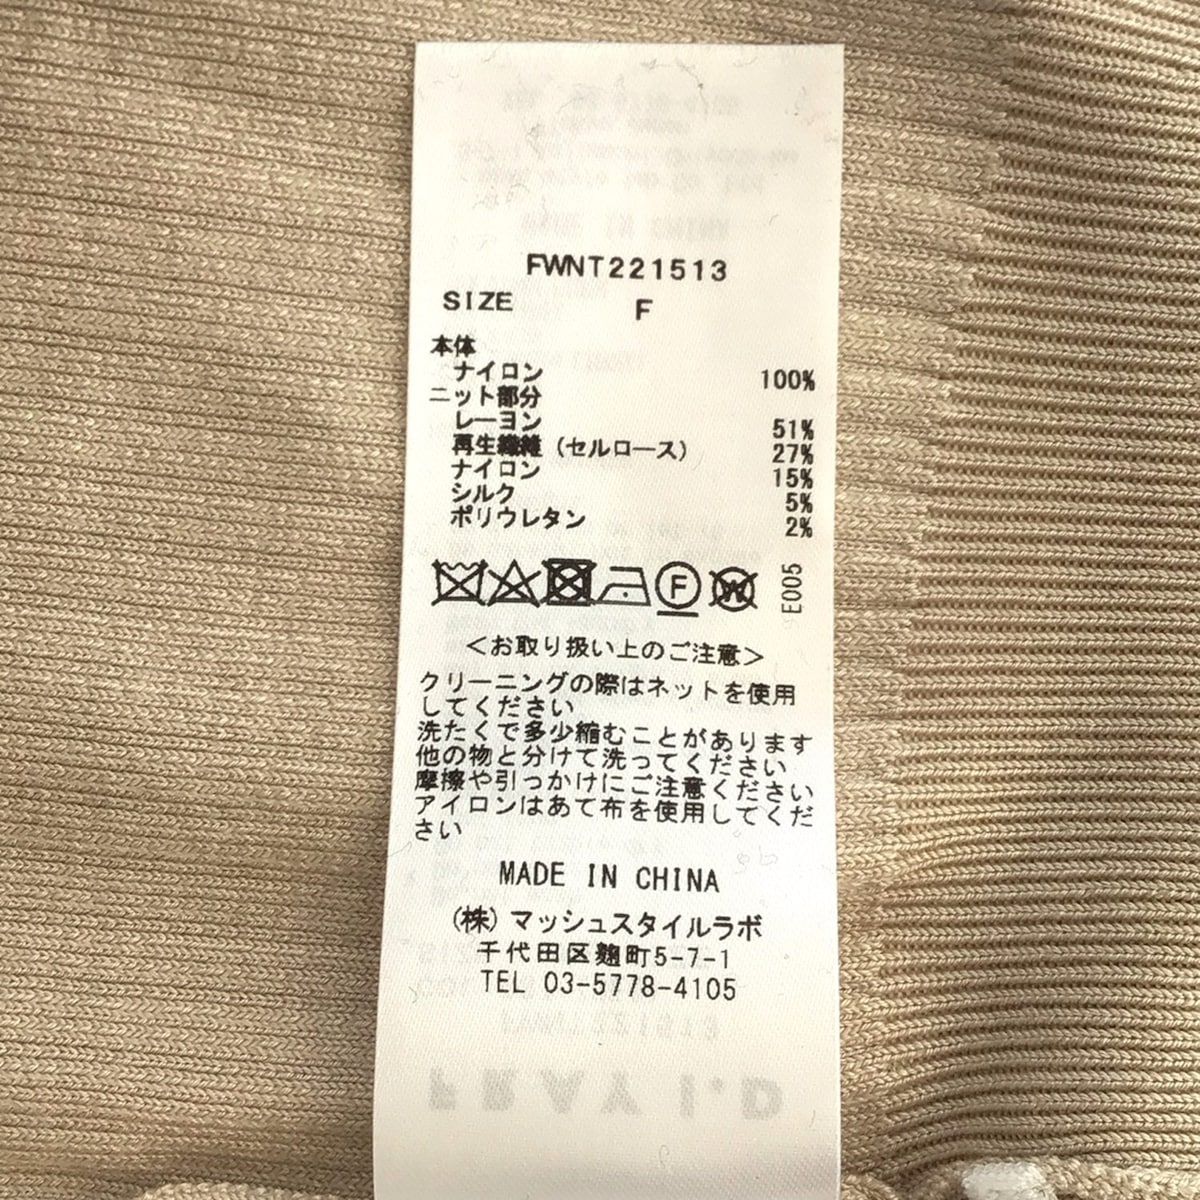 FWNT221513
SIZE F
本体
ナイロン 100%
ニット部分
レーヨン 51%
再生繊維 (セルロース) 27%
ナイロン 15%
シルク 5%
ポリウレタン 2%
F W E005
<お取り扱い上のご注意>
クリーニングの際はネットを使用
してください
洗たくで多少縮むことがあります
他の物と分けて洗ってください
摩擦や引っかけにご注意ください
アイロンはあて布を使用してくだ
さい
MADE IN CHINA
(株) マッシュスタイルラボ
千代田区麹町5-7-1
TEL 03-5778-4105
FWNT221513
FRAY I.D